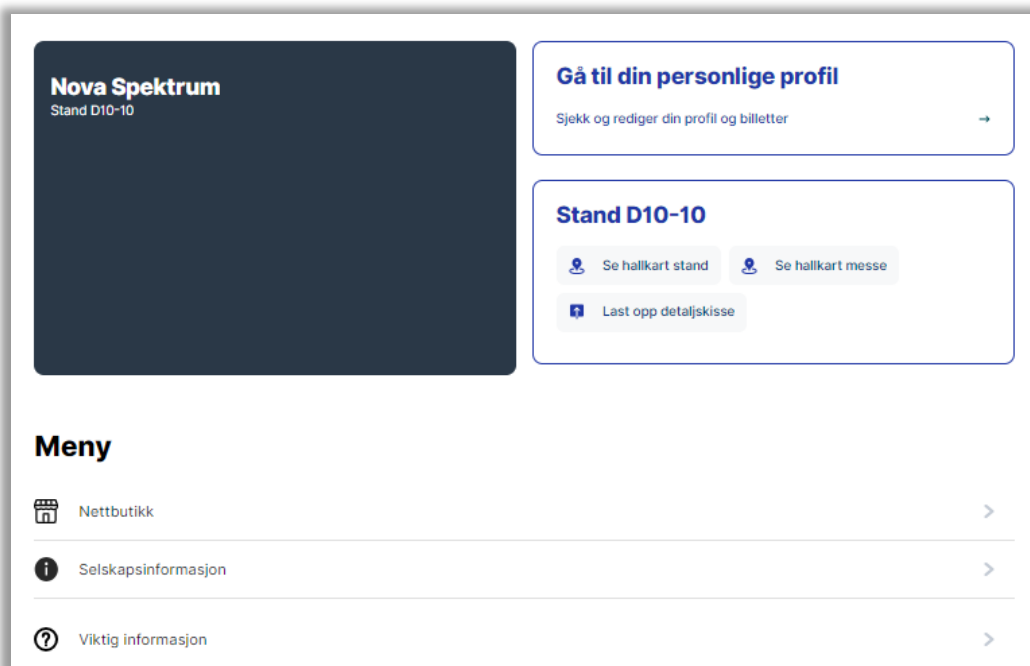 Nova Spektrum
Stand D10-10
Gå til din personlige profil
Sjekk og rediger din profil og billetter
Stand D10-10
Se hallkart stand
Se hallkart messe
Last opp detaljskisse
Meny
Nettbutikk
Selskapsinformasjon
Viktig informasjon